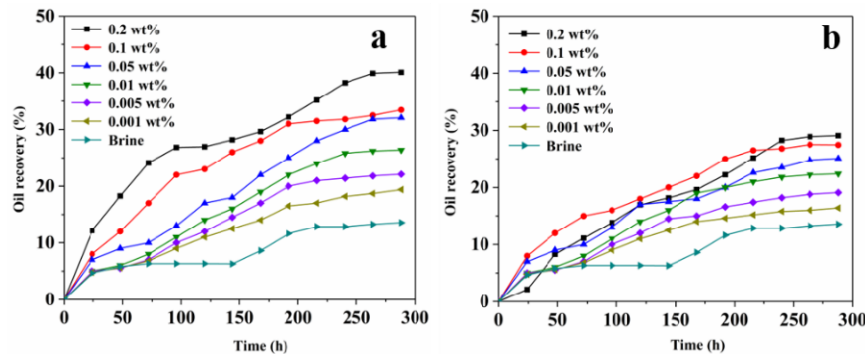 a
0.2 wt%
0.1 wt%
0.05 wt%
0.01 wt%
0.005 wt%
0.001 wt%
Brine
Oil recovery (%)
50
40
30
20
10
0
0 50 100 150 200 250 300
Time (h)
b
0.2 wt%
0.1 wt%
0.05 wt%
0.01 wt%
0.005 wt%
0.001 wt%
Brine
Oil recovery (%)
50
40
30
20
10
0
0 50 100 150 200 250 300
Time (h)